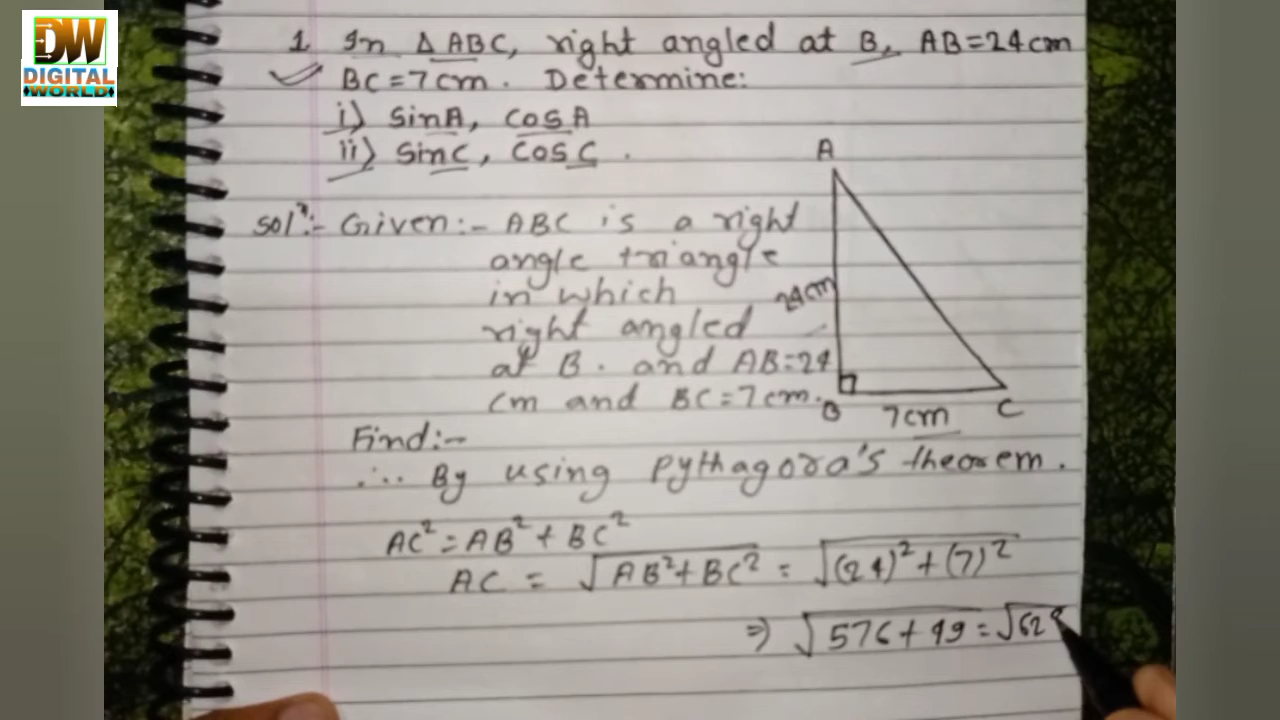 DW
DIGITAL
WORLD
1 In Δ ABC, right angled at B, AB=24cm
BC=7cm. Determine:
i) SinA, COSA
ii) SinC, COSC.
Solⁿ:- Given:- ABC is a right
angle triangle
in which
right angled
at B. and AB=24
cm and BC=7cm.
A
24cm
B
7cm
C
Find:-
∴ By using pythagora's theorem.
AC²=AB²+BC²
AC = √AB²+BC² = √(24)²+(7)²
⇒ √576+49=√62